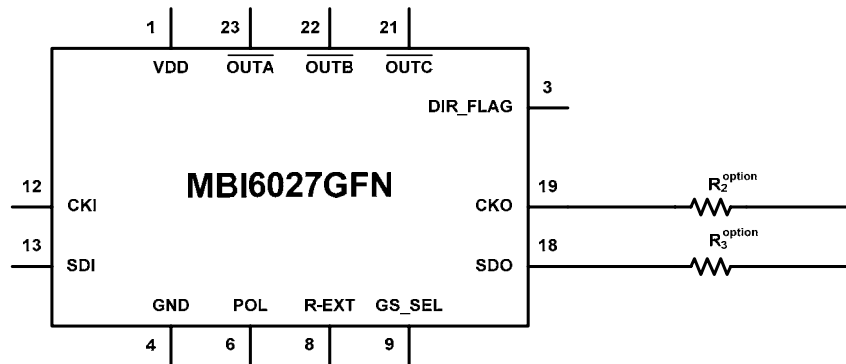 1 23 22 21
VDD OUTA OUTB OUTC
3
DIR_FLAG
MBI6027GFN
12 19 R2option
CKI CKO
13 18 R3option
SDI SDO
GND POL R-EXT GS_SEL
4 6 8 9